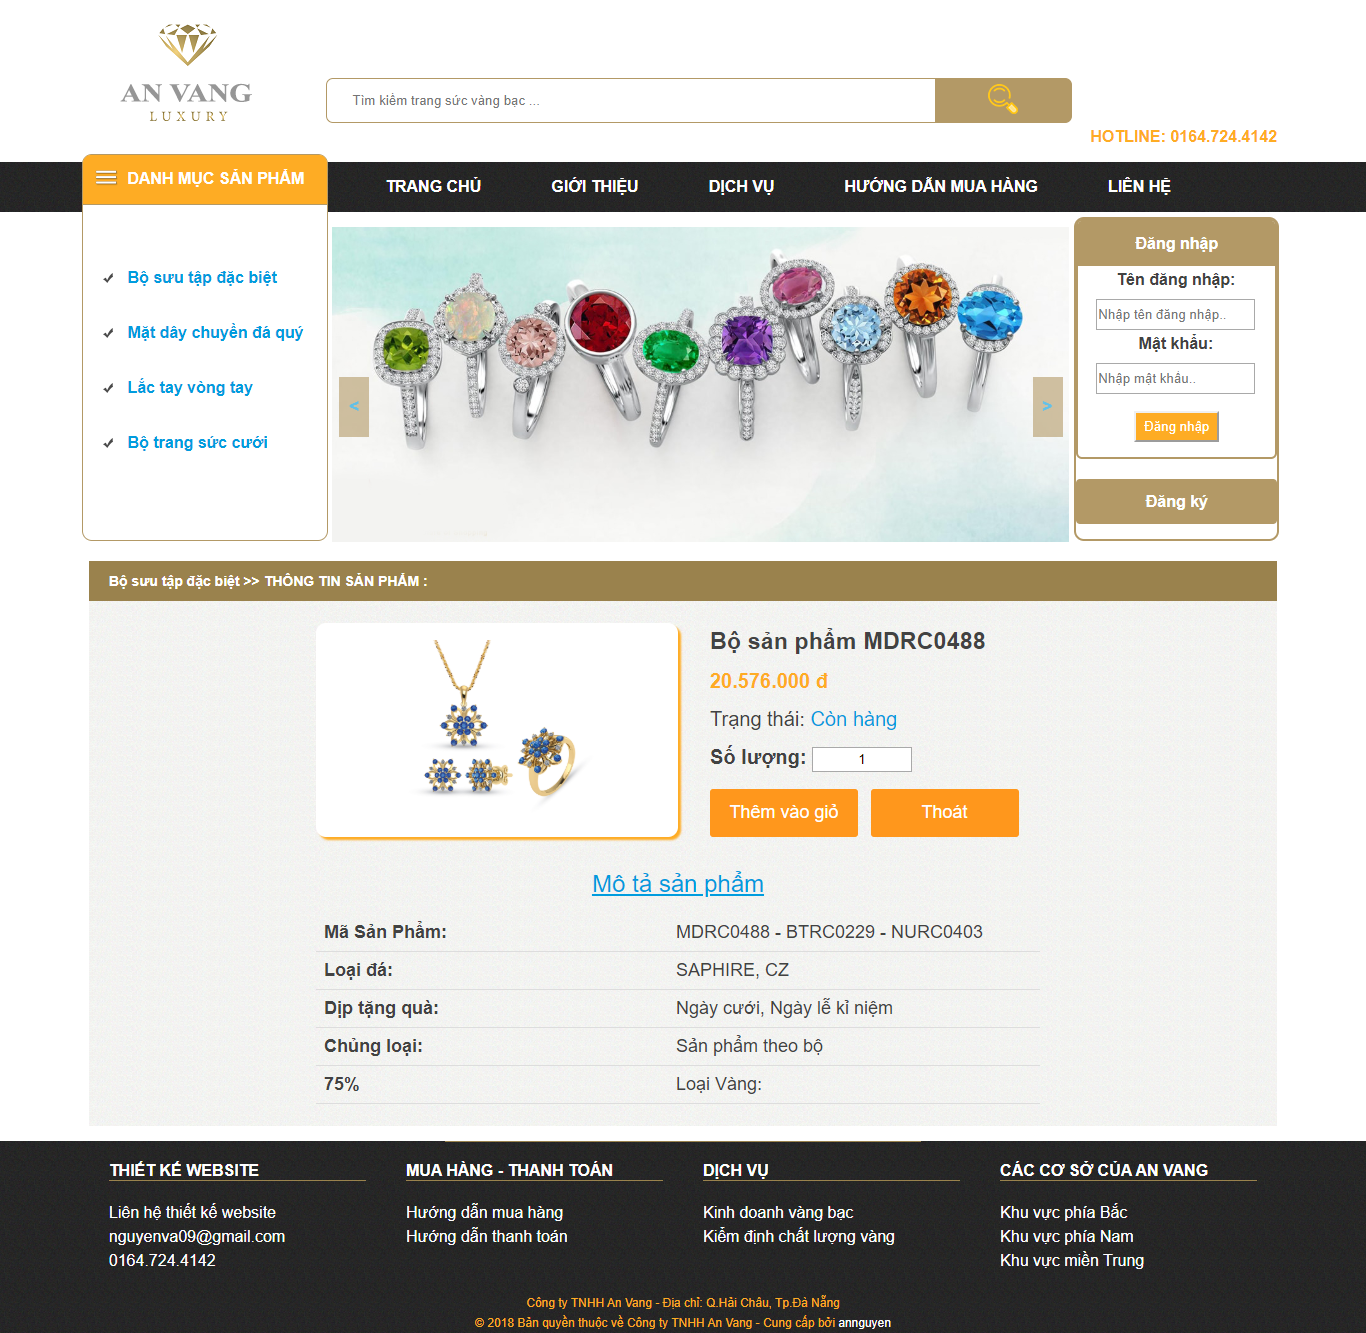 AN VANG
LUXURY
Tìm kiếm trang sức vàng bạc ...
HOTLINE: 0164.724.4142
DANH MỤC SẢN PHẨM
TRANG CHỦ
GIỚI THIỆU
DỊCH VỤ
HƯỚNG DẪN MUA HÀNG
LIÊN HỆ
Bộ sưu tập đặc biệt
Mặt dây chuyền đá quý
Lắc tay vòng tay
Bộ trang sức cưới
<
>
Đăng nhập
Tên đăng nhập:
Nhập tên đăng nhập..
Mật khẩu:
Nhập mật khẩu..
Đăng nhập
Đăng ký
Bộ sưu tập đặc biệt >> THÔNG TIN SẢN PHẨM :
Bộ sản phẩm MDRC0488
20.576.000 đ
Trạng thái: Còn hàng
Số lượng: 1
Thêm vào giỏ
Thoát
Mô tả sản phẩm
Mã Sản Phẩm: MDRC0488 - BTRC0229 - NURC0403
Loại đá: SAPHIRE, CZ
Dịp tặng quà: Ngày cưới, Ngày lễ kỉ niệm
Chủng loại: Sản phẩm theo bộ
75% Loại Vàng:
THIẾT KẾ WEBSITE
Liên hệ thiết kế website
nguyenva09@gmail.com
0164.724.4142
MUA HÀNG - THANH TOÁN
Hướng dẫn mua hàng
Hướng dẫn thanh toán
DỊCH VỤ
Kinh doanh vàng bạc
Kiểm định chất lượng vàng
CÁC CƠ SỞ CỦA AN VANG
Khu vực phía Bắc
Khu vực phía Nam
Khu vực miền Trung
Công ty TNHH An Vang - Địa chỉ: Q.Hải Châu, Tp.Đà Nẵng
© 2018 Bản quyền thuộc về Công ty TNHH An Vang - Cung cấp bởi annguyen